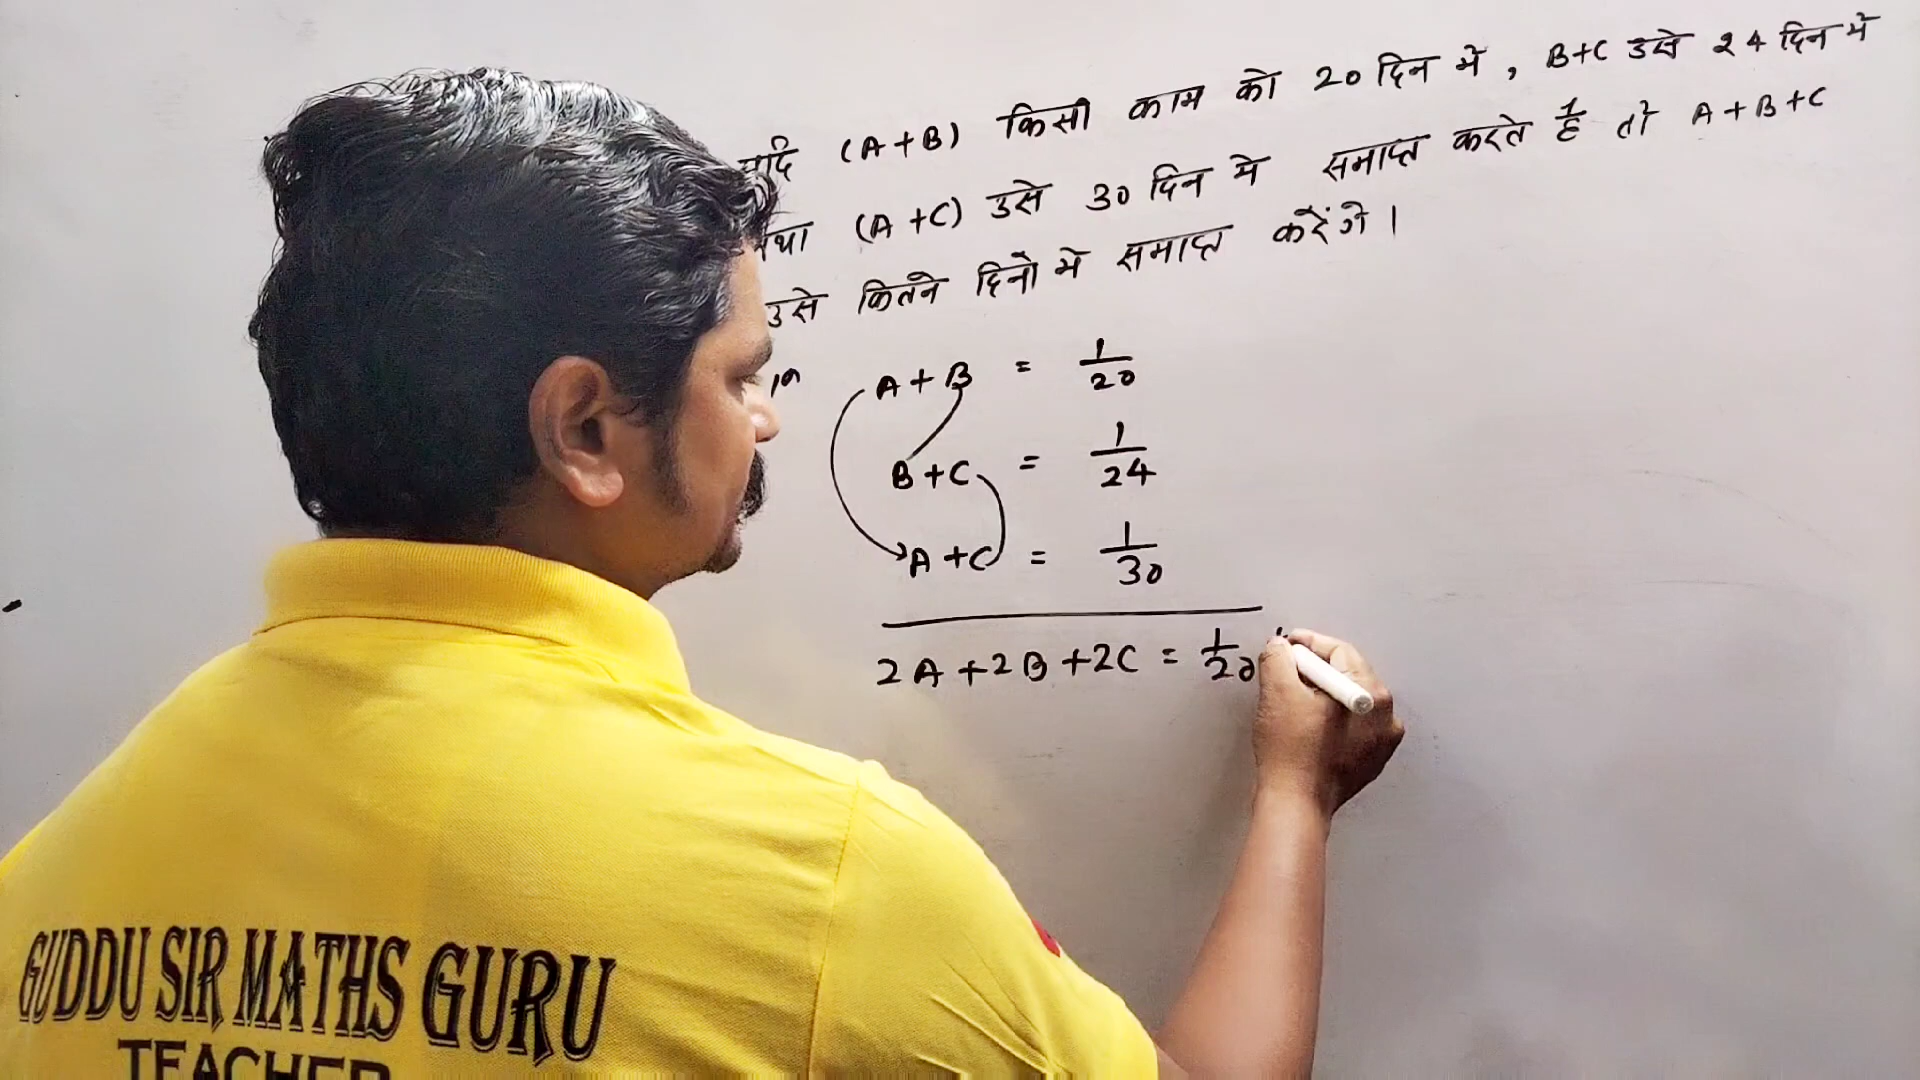 यदि (A+B) किसी काम को 20 दिन में, B+C उसे 24 दिन में
तथा (A+C) उसे 30 दिन में समाप्त करते है तो A+B+C
उसे कितने दिनो में समाप्त करेंगे।
A+B = 1/20
B+C = 1/24
A+C = 1/30
2A+2B+2C = 1/20
GUDDU SIR MATHS GURU
TEACHER